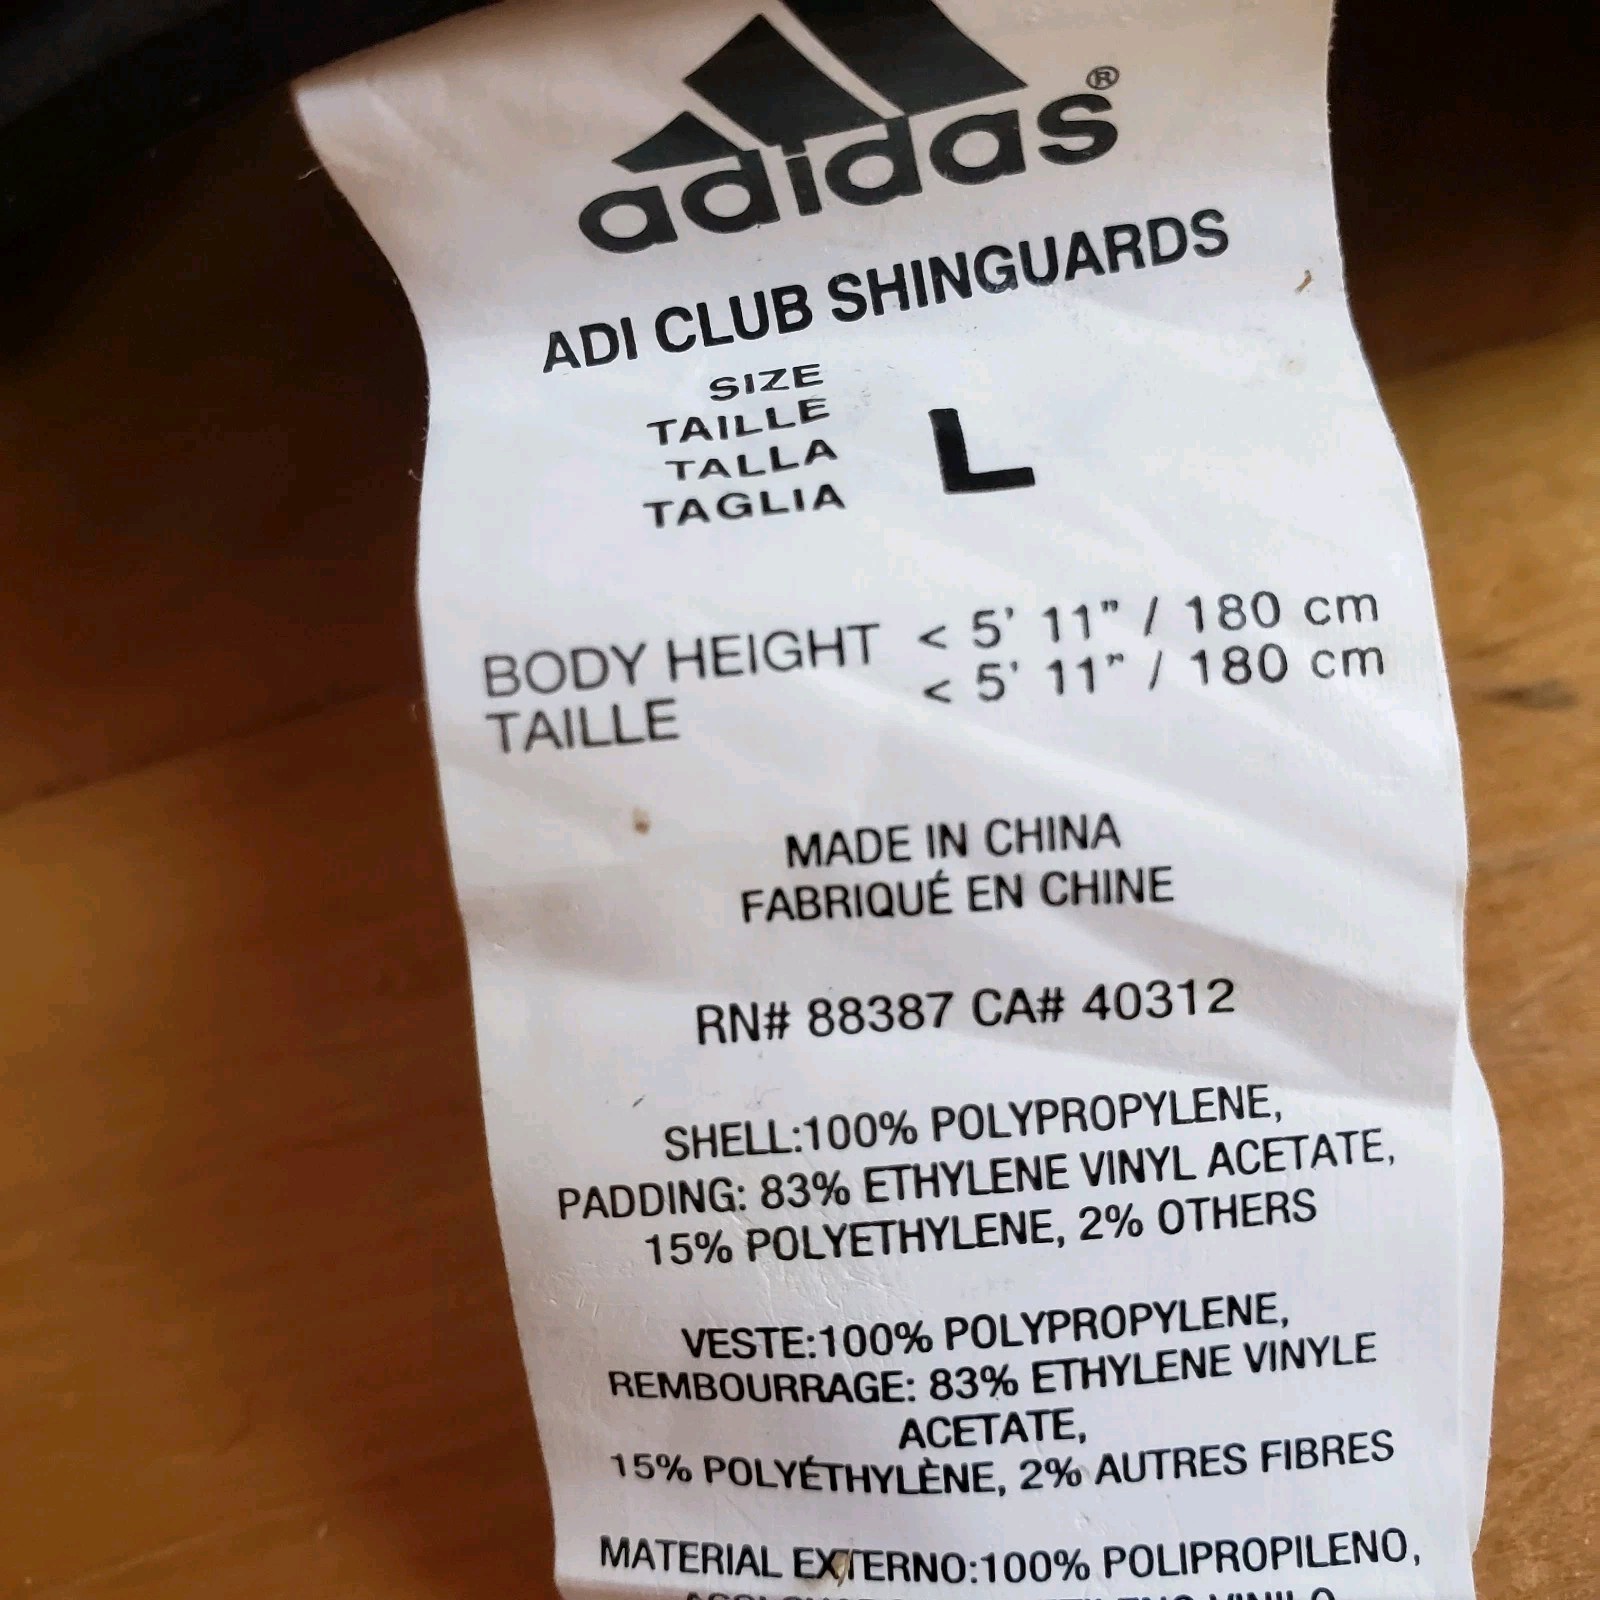 adidas®
ADI CLUB SHINGUARDS
SIZE
TAILLE
TALLA
TAGLIA
L
BODY HEIGHT < 5' 11" / 180 cm
TAILLE < 5' 11" / 180 cm
MADE IN CHINA
FABRIQUÉ EN CHINE
RN# 88387 CA# 40312
SHELL:100% POLYPROPYLENE,
PADDING: 83% ETHYLENE VINYL ACETATE,
15% POLYETHYLENE, 2% OTHERS
VESTE:100% POLYPROPYLENE,
REMBOURRAGE: 83% ETHYLENE VINYLE
ACETATE,
15% POLYÉTHYLÈNE, 2% AUTRES FIBRES
MATERIAL EXTERNO:100% POLIPROPILENO,